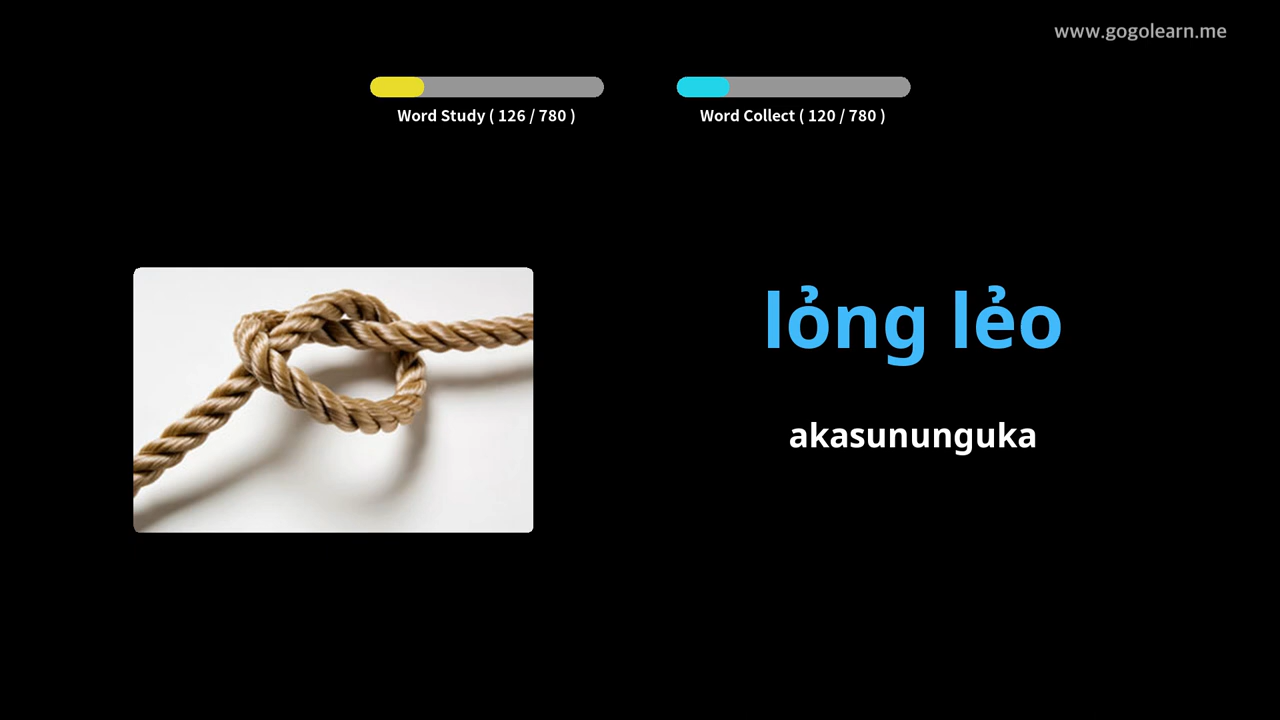 www.gogolearn.me
Word Study ( 126 / 780 )
Word Collect ( 120 / 780 )
lỏng lẻo
akasununguka